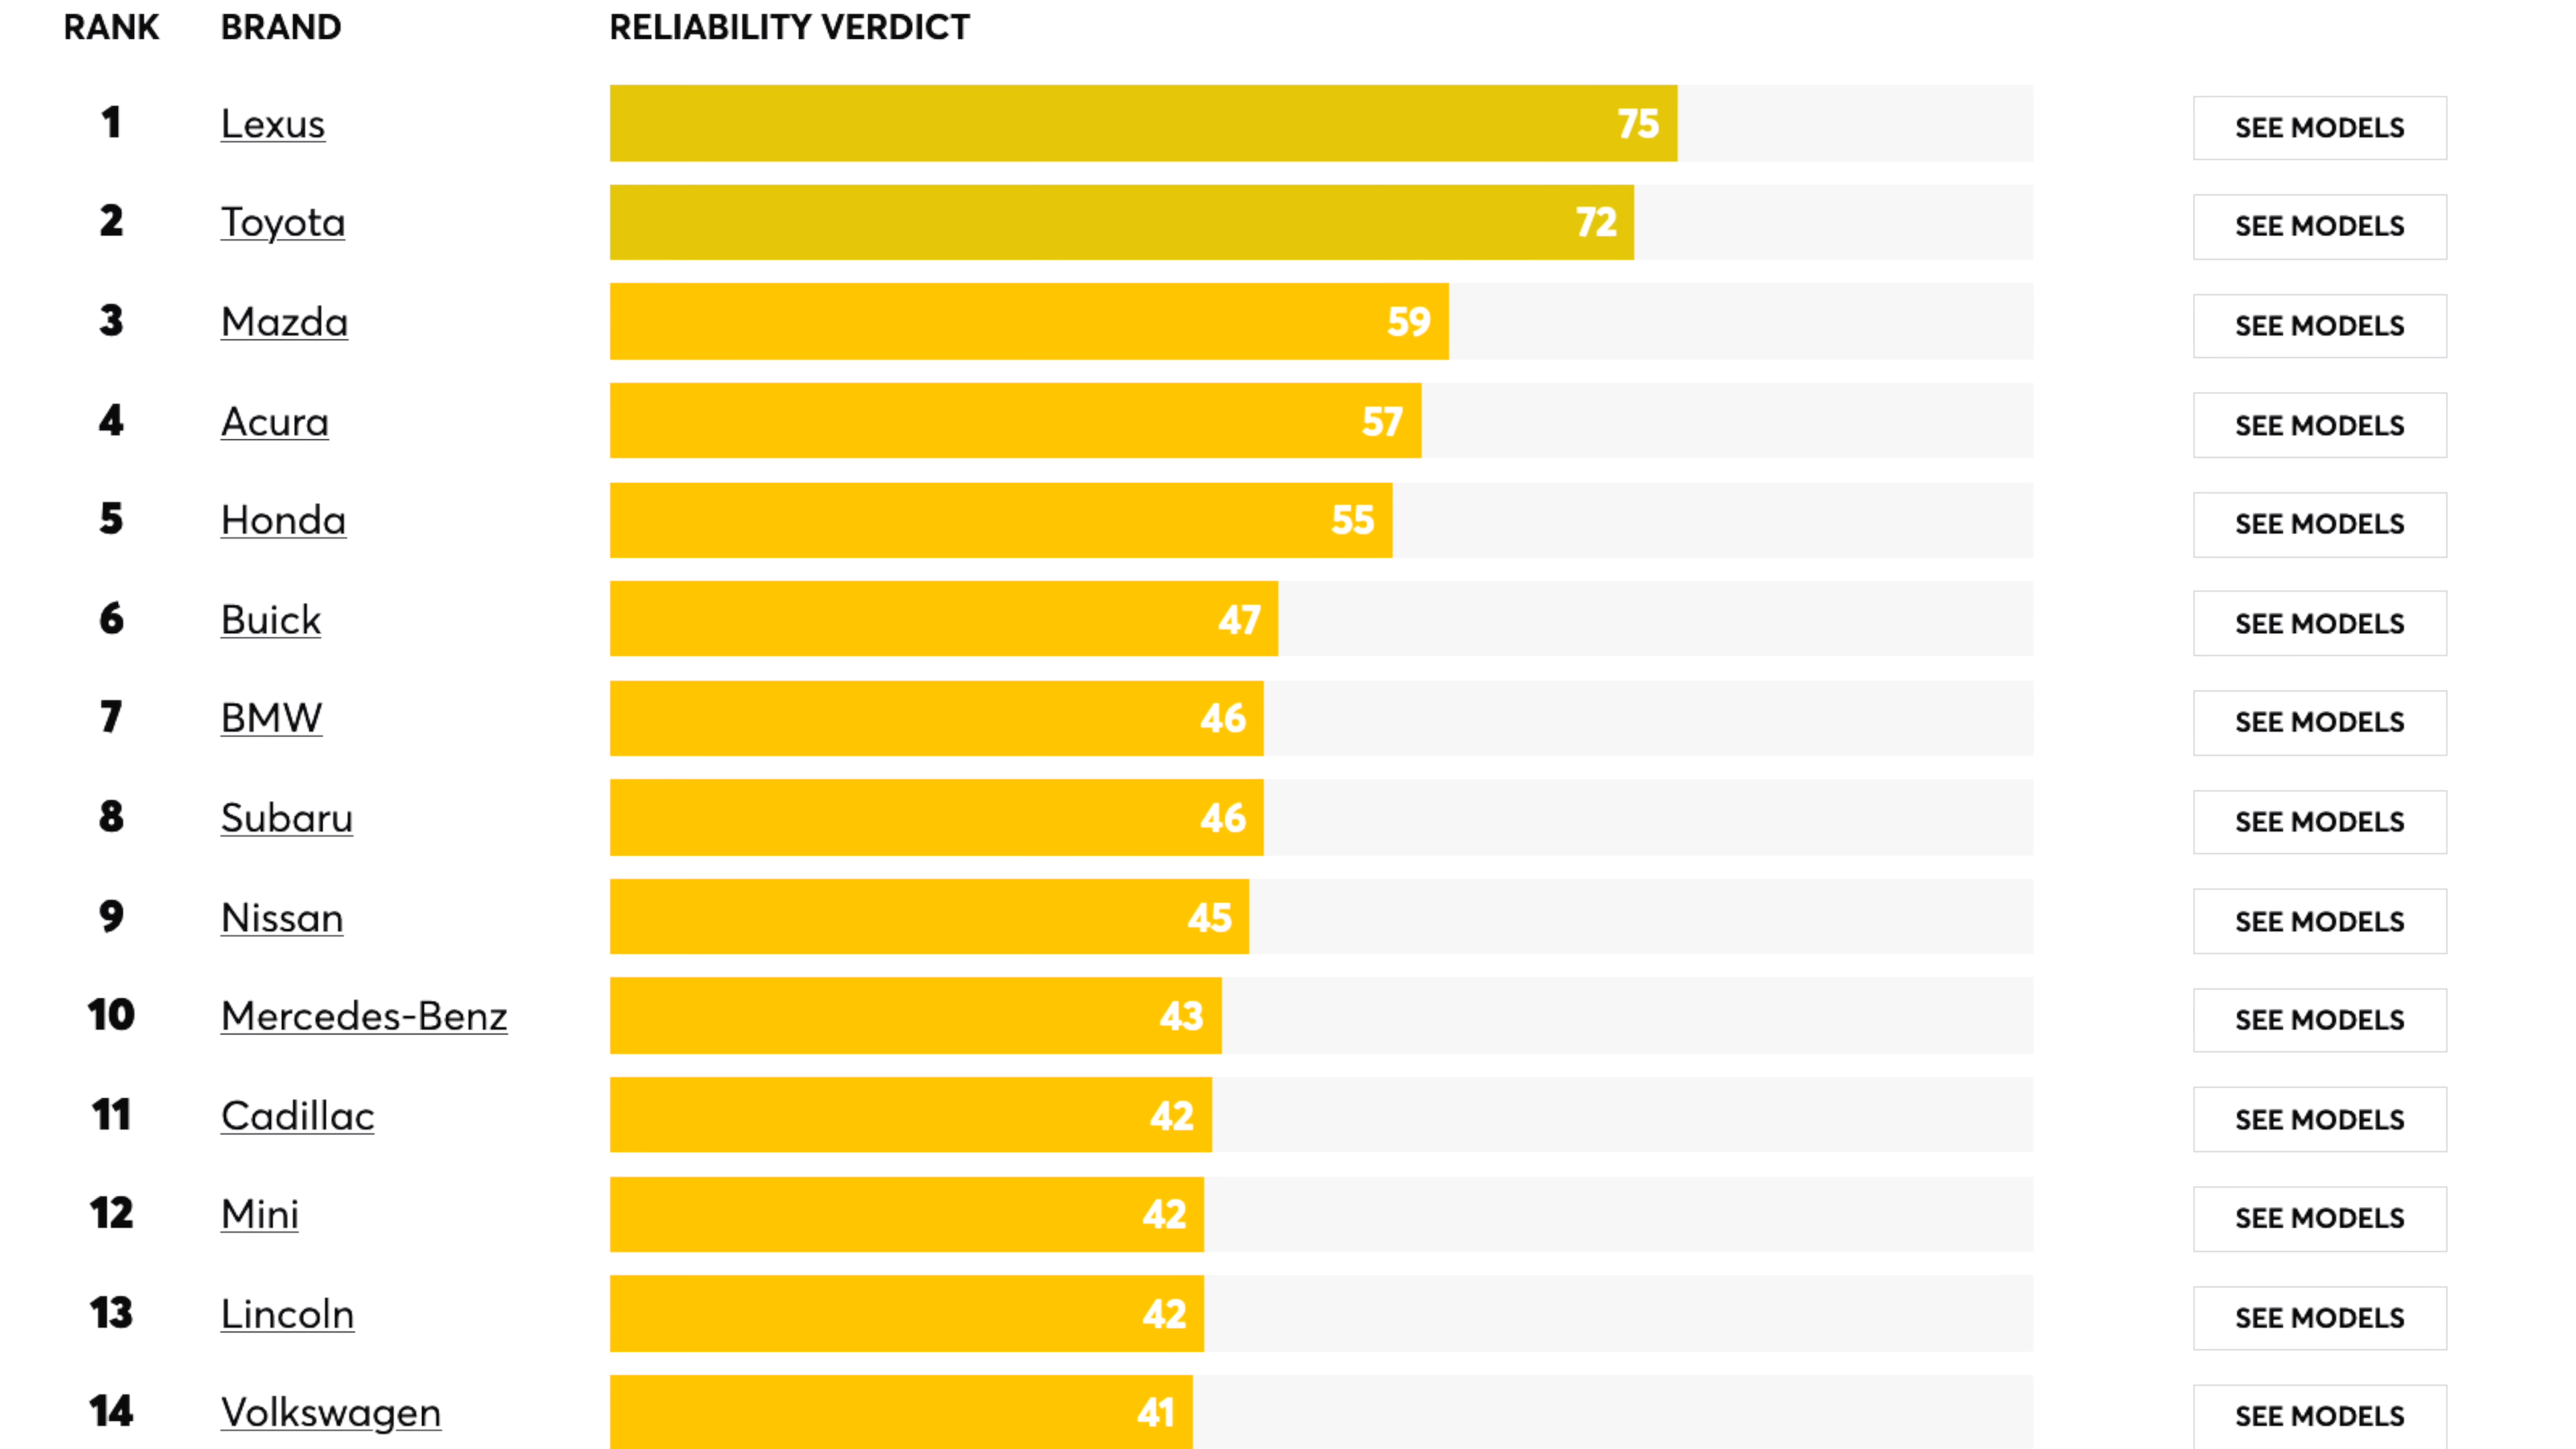 RANK BRAND RELIABILITY VERDICT
1 Lexus 75 SEE MODELS
2 Toyota 72 SEE MODELS
3 Mazda 59 SEE MODELS
4 Acura 57 SEE MODELS
5 Honda 55 SEE MODELS
6 Buick 47 SEE MODELS
7 BMW 46 SEE MODELS
8 Subaru 46 SEE MODELS
9 Nissan 45 SEE MODELS
10 Mercedes-Benz 43 SEE MODELS
11 Cadillac 42 SEE MODELS
12 Mini 42 SEE MODELS
13 Lincoln 42 SEE MODELS
14 Volkswagen 41 SEE MODELS